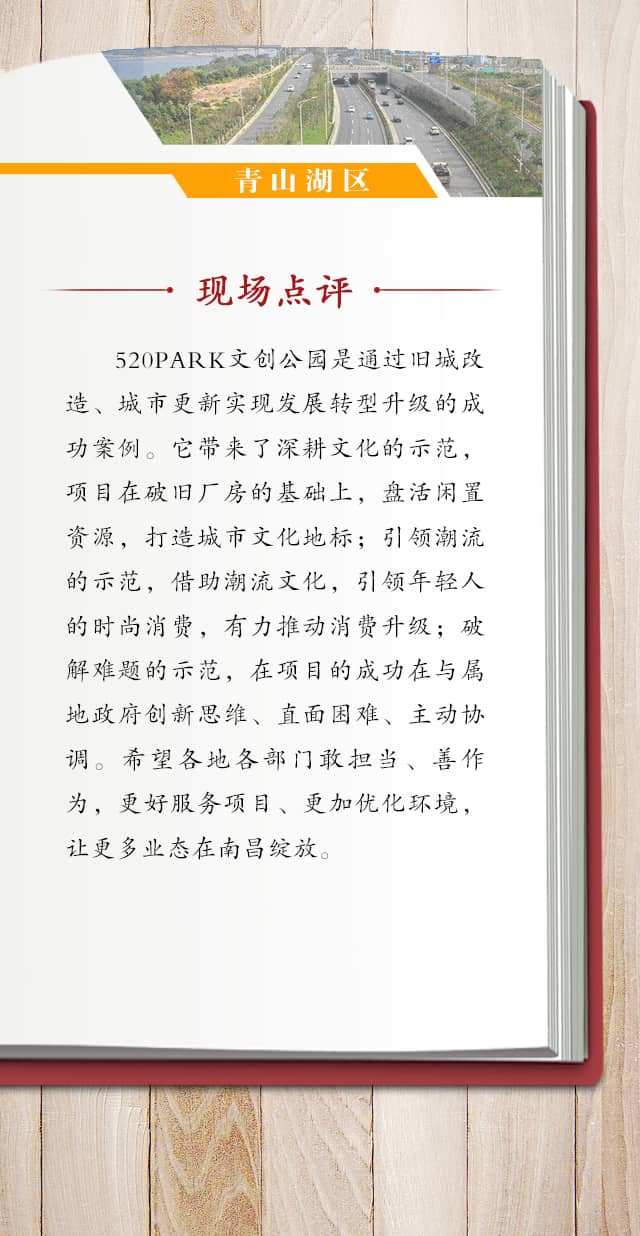 青山湖区
现场点评
520PARK文创公园是通过旧城改
造、城市更新实现发展转型升级的成
功案例。它带来了深耕文化的示范，
项目在破旧厂房的基础上，盘活闲置
资源，打造城市文化地标；引领潮流
的示范，借助潮流文化，引领年轻人
的时尚消费，有力推动消费升级；破
解难题的示范，在项目的成功在与属
地政府创新思维、直面困难、主动协
调。希望各地各部门敢担当、善作
为，更好服务项目、更加优化环境，
让更多业态在南昌绽放。